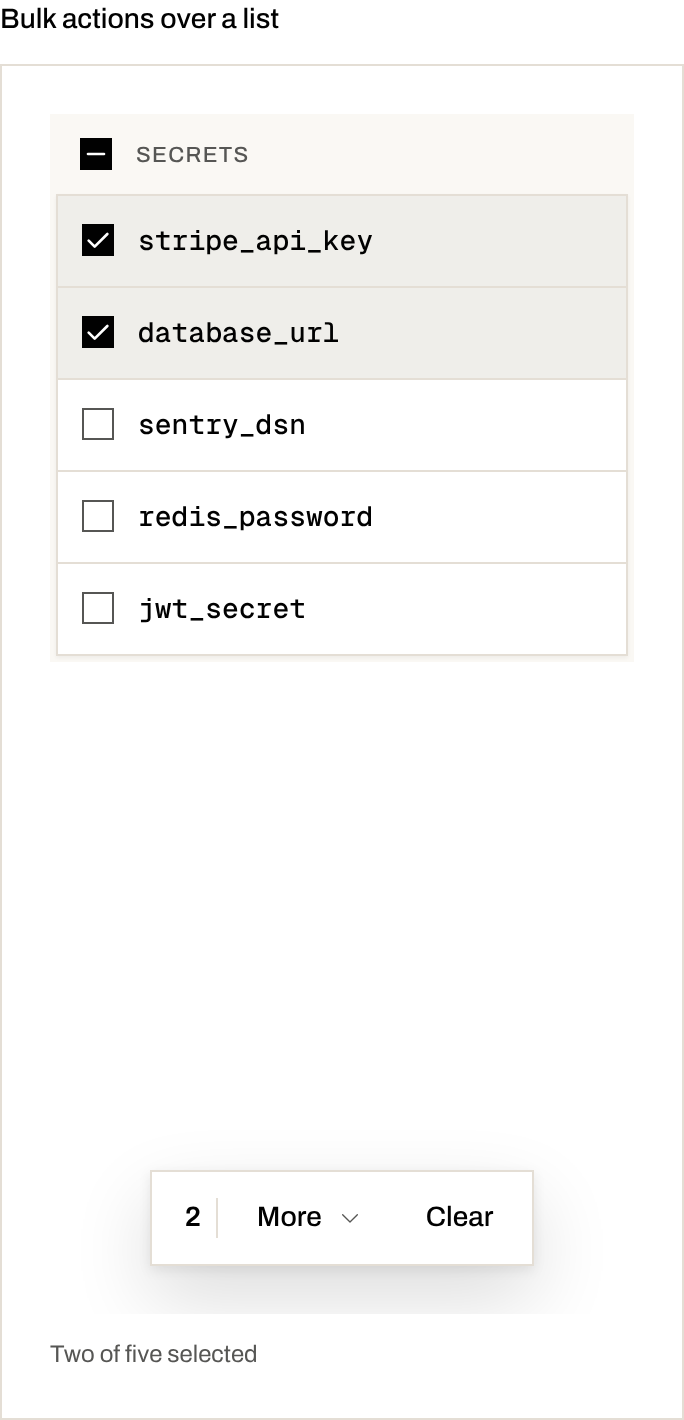 Bulk actions over a list
SECRETS
stripe_api_key
database_url
sentry_dsn
redis_password
jwt_secret
2 More Clear
Two of five selected